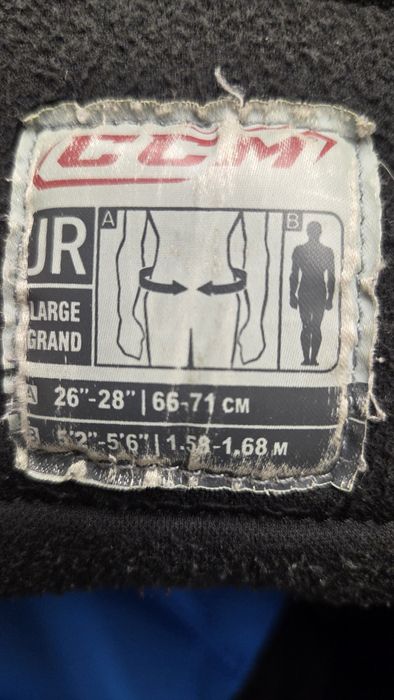 CCM
JR
A
B
LARGE
GRAND
A 26"-28" | 66-71 CM
B 5'2"-5'6" | 1.58-1.68 M